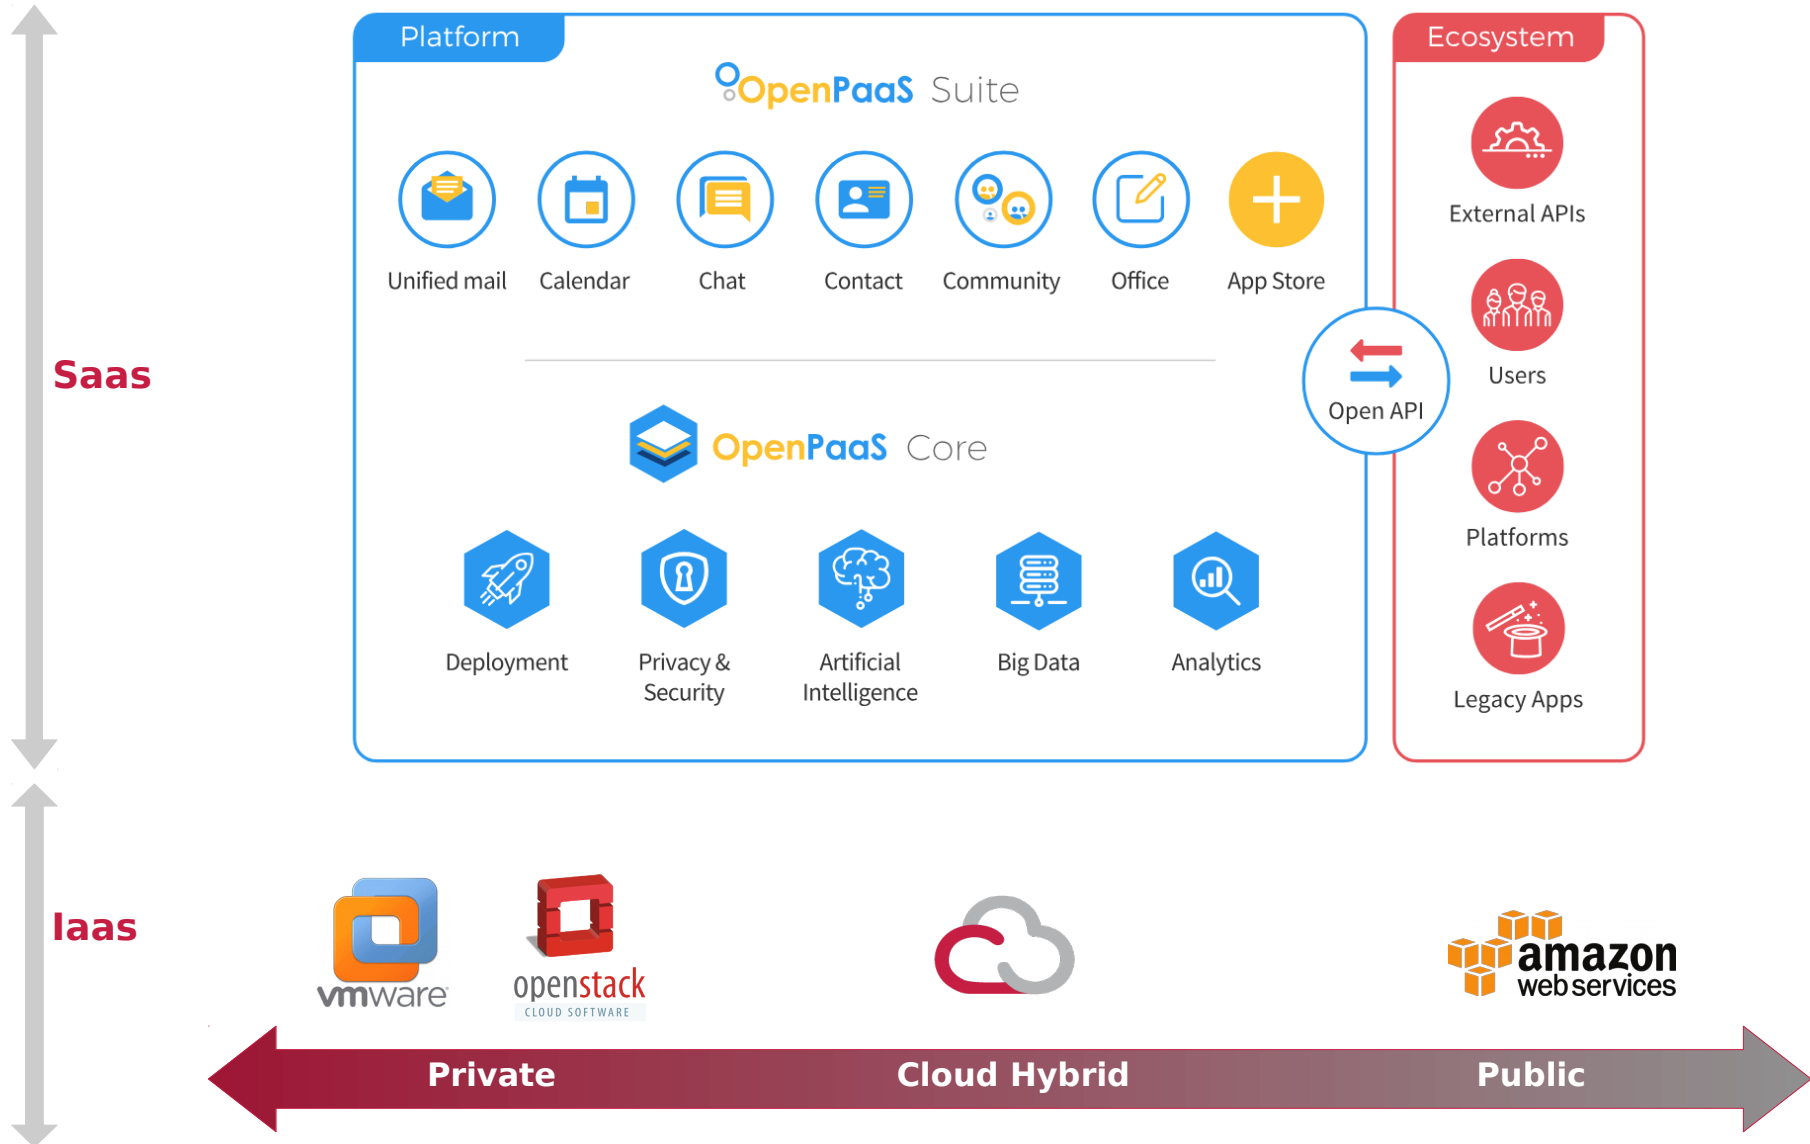 Platform
Ecosystem
OpenPaaS Suite
Unified mail
Calendar
Chat
Contact
Community
Office
App Store
External APIs
Users
Open API
Saas
OpenPaaS Core
Platforms
Deployment
Privacy &
Security
Artificial
Intelligence
Big Data
Analytics
Legacy Apps
Iaas
vmware
openstack
CLOUD SOFTWARE
amazon
web services
Private
Cloud Hybrid
Public